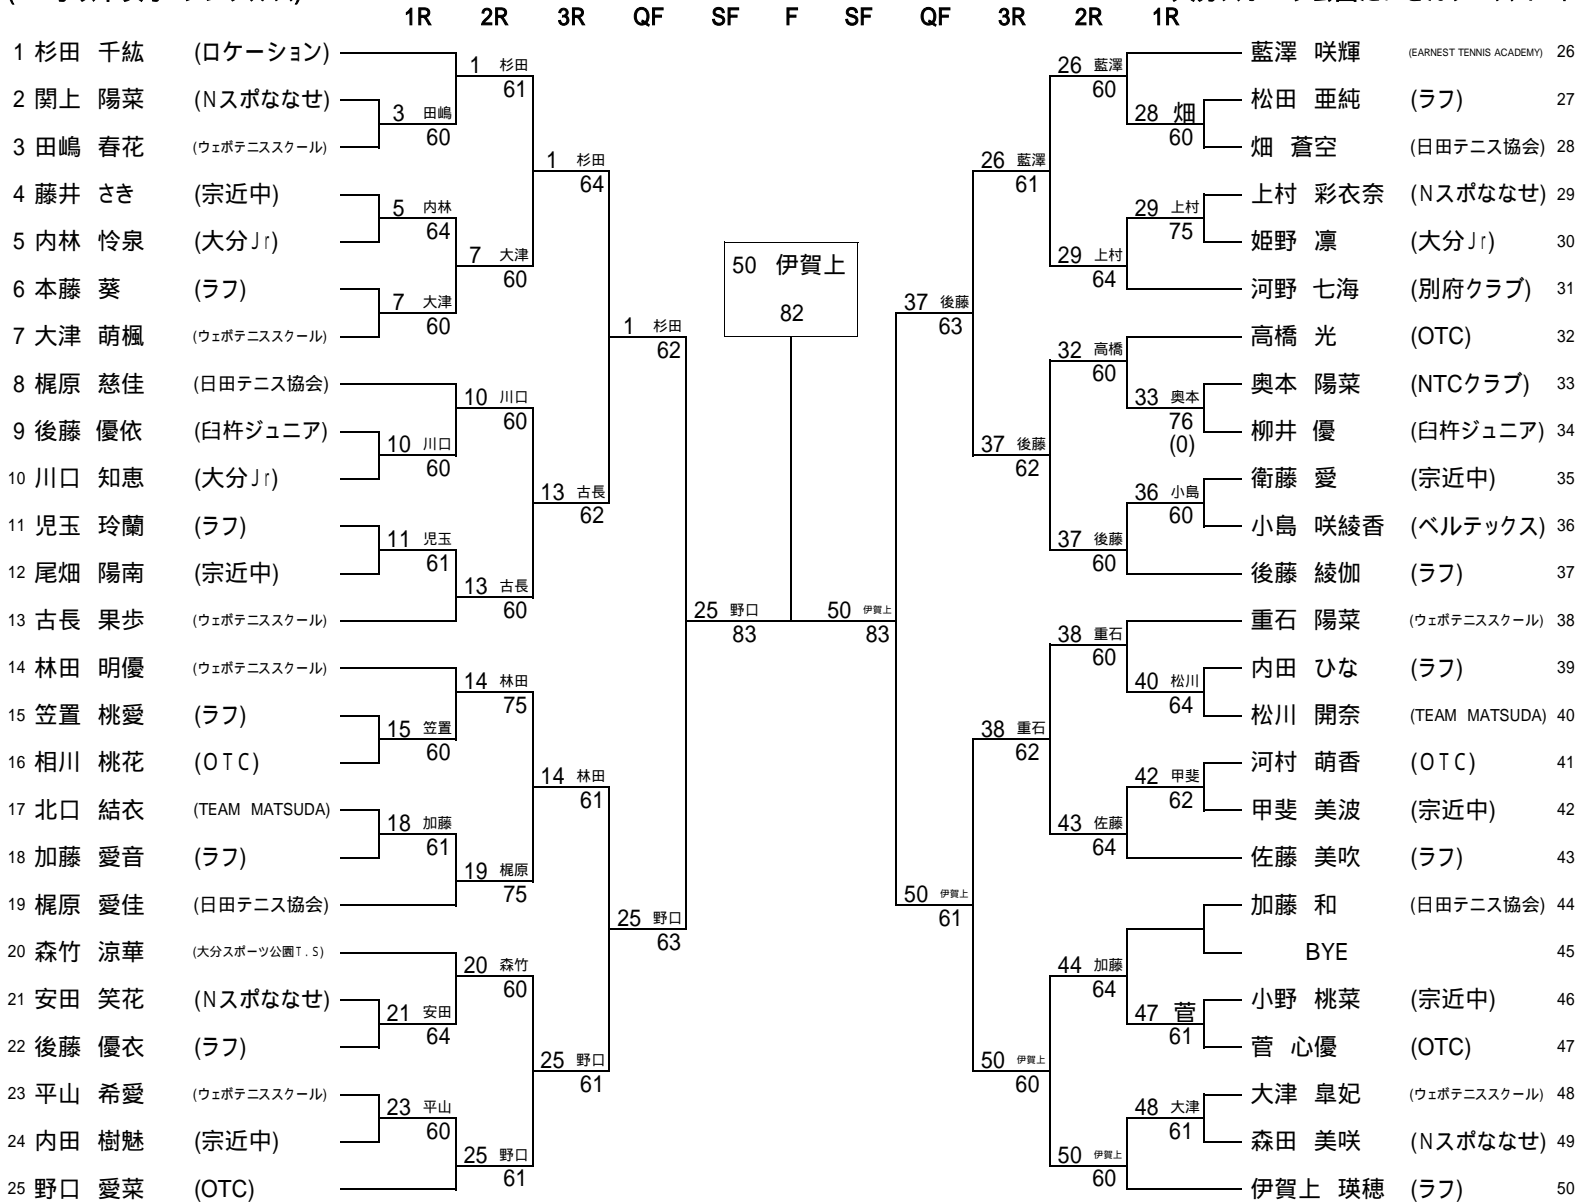 1R 2R 3R QF SF F SF QF 3R 2R 1R
1 杉田 千紘 (ロケーション)
2 関上 陽菜 (Nスポななせ)
3 田嶋 春花 (ウェボテニススクール)
4 藤井 さき (宗近中)
5 内林 怜泉 (大分Jr)
6 本藤 葵 (ラフ)
7 大津 萌楓 (ウェボテニススクール)
8 梶原 慈佳 (日田テニス協会)
9 後藤 優依 (臼杵ジュニア)
10 川口 知恵 (大分Jr)
11 児玉 玲蘭 (ラフ)
12 尾畑 陽南 (宗近中)
13 古長 果歩 (ウェボテニススクール)
14 林田 明優 (ウェボテニススクール)
15 笠置 桃愛 (ラフ)
16 相川 桃花 (OTC)
17 北口 結衣 (TEAM MATSUDA)
18 加藤 愛音 (ラフ)
19 梶原 愛佳 (日田テニス協会)
20 森竹 涼華 (大分スポーツ公園T.S)
21 安田 笑花 (Nスポななせ)
22 後藤 優衣 (ラフ)
23 平山 希愛 (ウェボテニススクール)
24 内田 樹魅 (宗近中)
25 野口 愛菜 (OTC)
3 田嶋
60
5 内林
64
7 大津
60
10 川口
60
11 児玉
61
15 笠置
60
18 加藤
61
21 安田
64
23 平山
60
1 杉田
61
7 大津
60
10 川口
60
13 古長
60
14 林田
75
19 梶原
75
20 森竹
60
25 野口
61
1 杉田
64
13 古長
62
14 林田
61
25 野口
61
1 杉田
62
25 野口
63
25 野口
83
50 伊賀上
82
50 伊賀上
83
37 後藤
63
50 伊賀上
61
26 藍澤
61
37 後藤
62
38 重石
62
50 伊賀上
60
26 藍澤
60
29 上村
64
32 高橋
60
37 後藤
60
38 重石
60
43 佐藤
64
44 加藤
64
50 伊賀上
60
28 畑
60
29 上村
75
33 奥本
76
(0)
36 小島
60
40 松川
64
42 甲斐
62
47 菅
61
48 大津
61
藍澤 咲輝 (EARNEST TENNIS ACADEMY) 26
松田 亜純 (ラフ) 27
畑 蒼空 (日田テニス協会) 28
上村 彩衣奈 (Nスポななせ) 29
姫野 凛 (大分Jr) 30
河野 七海 (別府クラブ) 31
高橋 光 (OTC) 32
奥本 陽菜 (NTCクラブ) 33
柳井 優 (臼杵ジュニア) 34
衛藤 愛 (宗近中) 35
小島 咲綾香 (ベルテックス) 36
後藤 綾伽 (ラフ) 37
重石 陽菜 (ウェボテニススクール) 38
内田 ひな (ラフ) 39
松川 開奈 (TEAM MATSUDA) 40
河村 萌香 (OTC) 41
甲斐 美波 (宗近中) 42
佐藤 美吹 (ラフ) 43
加藤 和 (日田テニス協会) 44
BYE 45
小野 桃菜 (宗近中) 46
菅 心優 (OTC) 47
大津 皐妃 (ウェボテニススクール) 48
森田 美咲 (Nスポななせ) 49
伊賀上 瑛穂 (ラフ) 50